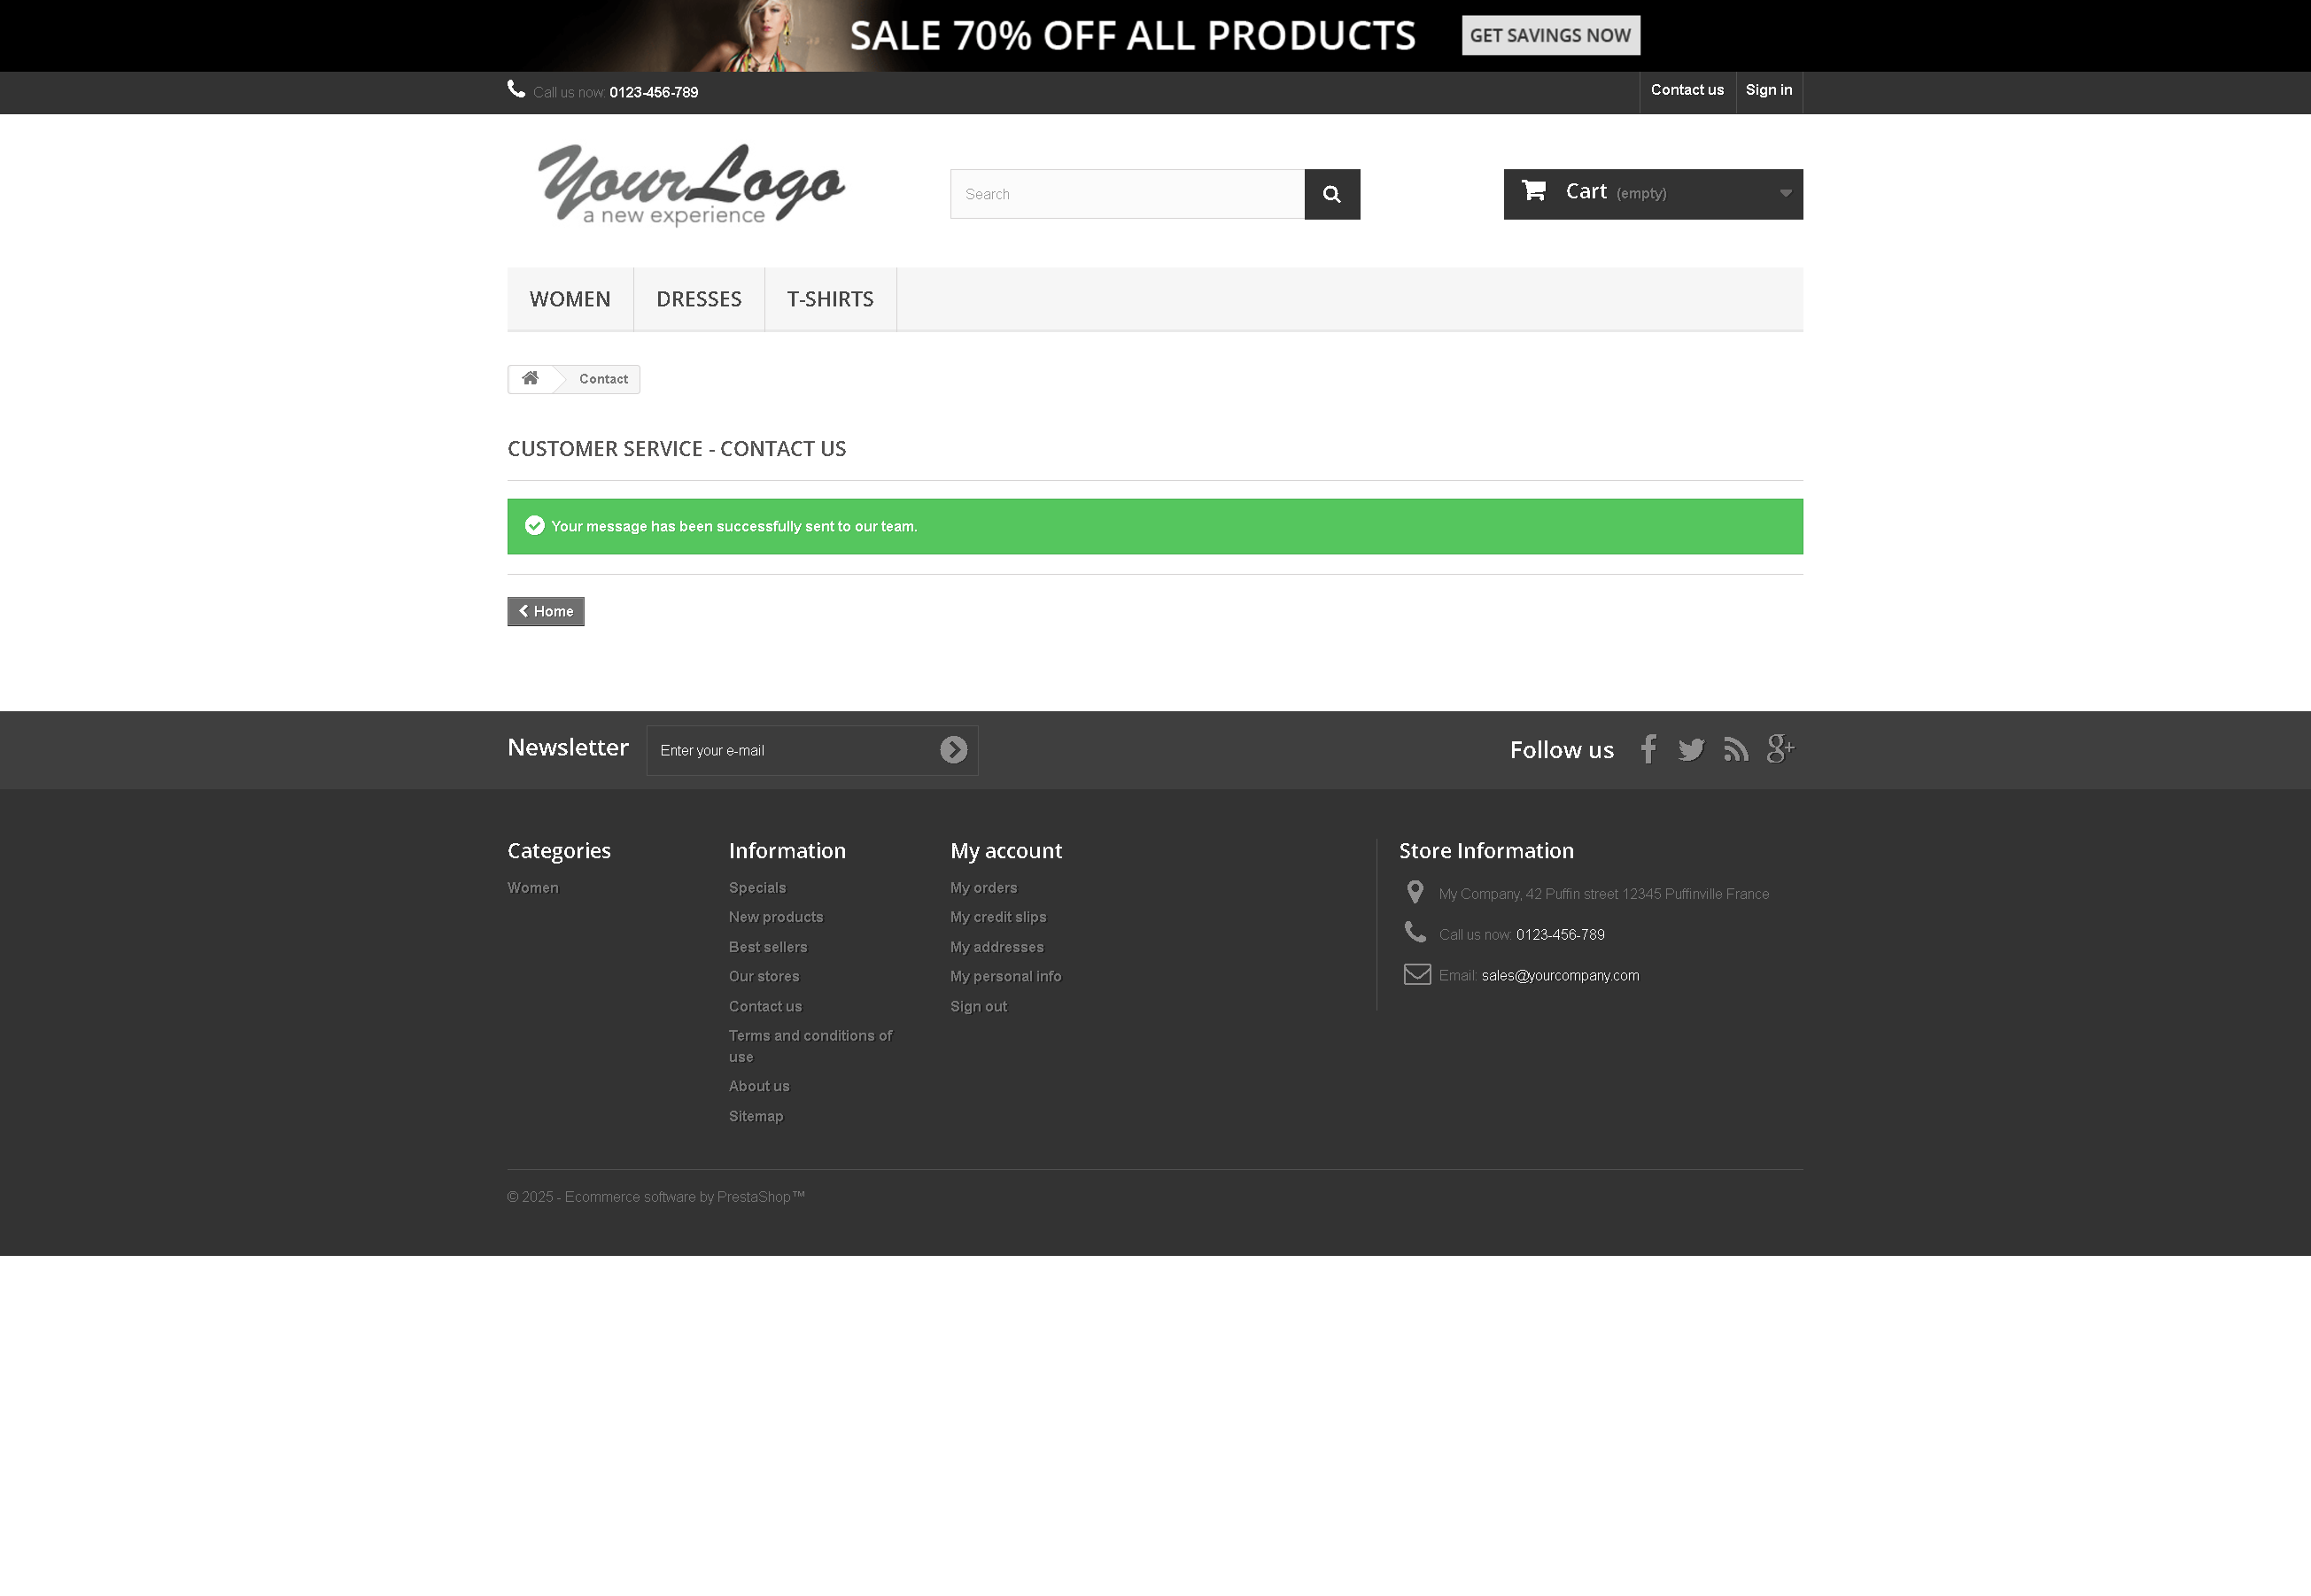 SALE 70% OFF ALL PRODUCTS
GET SAVINGS NOW
Call us now: 0123-456-789
Contact us
Sign in
YourLogo
a new experience
Search
Cart (empty)
WOMEN
DRESSES
T-SHIRTS
Contact
CUSTOMER SERVICE - CONTACT US
Your message has been successfully sent to our team.
Home
Newsletter
Enter your e-mail
Follow us
Categories
Women
Information
Specials
New products
Best sellers
Our stores
Contact us
Terms and conditions of
use
About us
Sitemap
My account
My orders
My credit slips
My addresses
My personal info
Sign out
Store Information
My Company, 42 Puffin street 12345 Puffinville France
Call us now: 0123-456-789
Email: sales@yourcompany.com
© 2025 - Ecommerce software by PrestaShop™